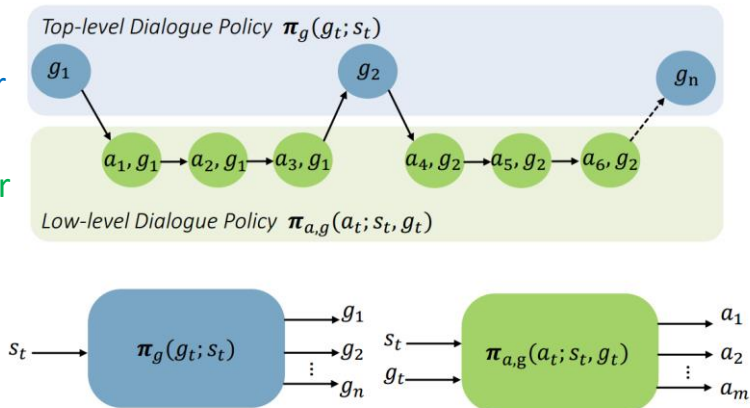 Top-level Dialogue Policy π_g(g_t; s_t)
r
g_1
g_2
g_n
a_1, g_1
a_2, g_1
a_3, g_1
a_4, g_2
a_5, g_2
a_6, g_2
r
Low-level Dialogue Policy π_{a,g}(a_t; s_t, g_t)
s_t
π_g(g_t; s_t)
g_1
g_2
⋮
g_n
s_t
g_t
π_{a,g}(a_t; s_t, g_t)
a_1
a_2
⋮
a_m